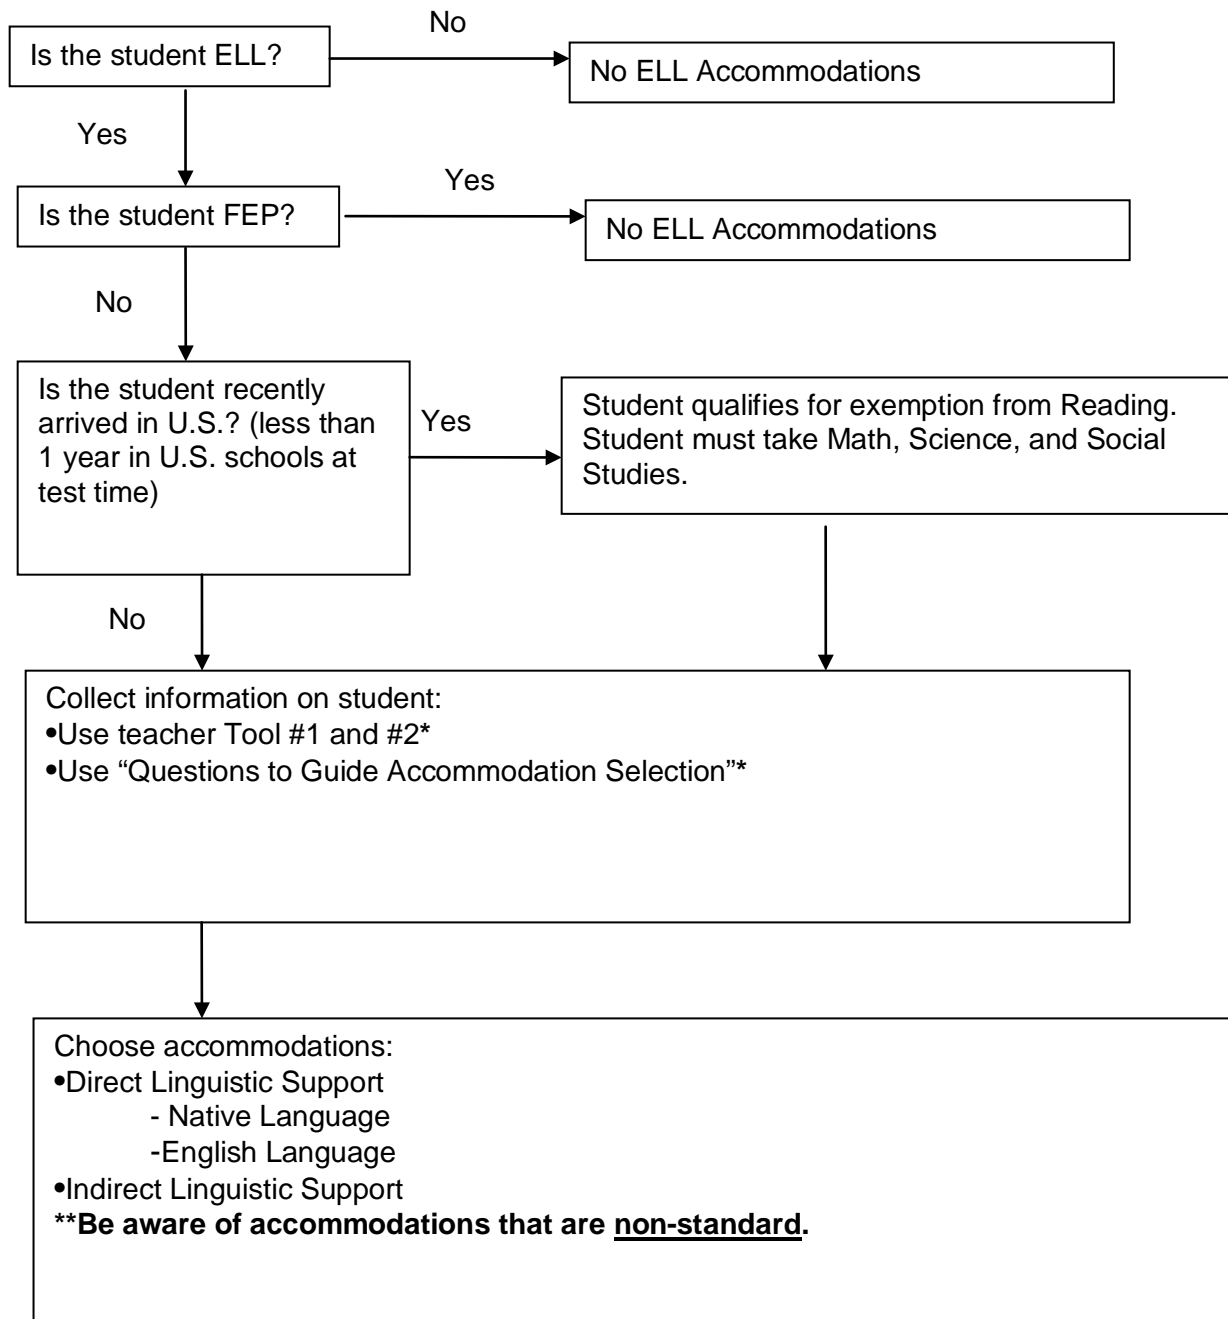 No
Is the student ELL?
No ELL Accommodations
Yes
Yes
Is the student FEP?
No ELL Accommodations
No
Is the student recently
arrived in U.S.? (less than
1 year in U.S. schools at
test time)
Yes
Student qualifies for exemption from Reading.
Student must take Math, Science, and Social
Studies.
No
Collect information on student:
•Use teacher Tool #1 and #2*
•Use “Questions to Guide Accommodation Selection”*
Choose accommodations:
•Direct Linguistic Support
- Native Language
-English Language
•Indirect Linguistic Support
**Be aware of accommodations that are non-standard.